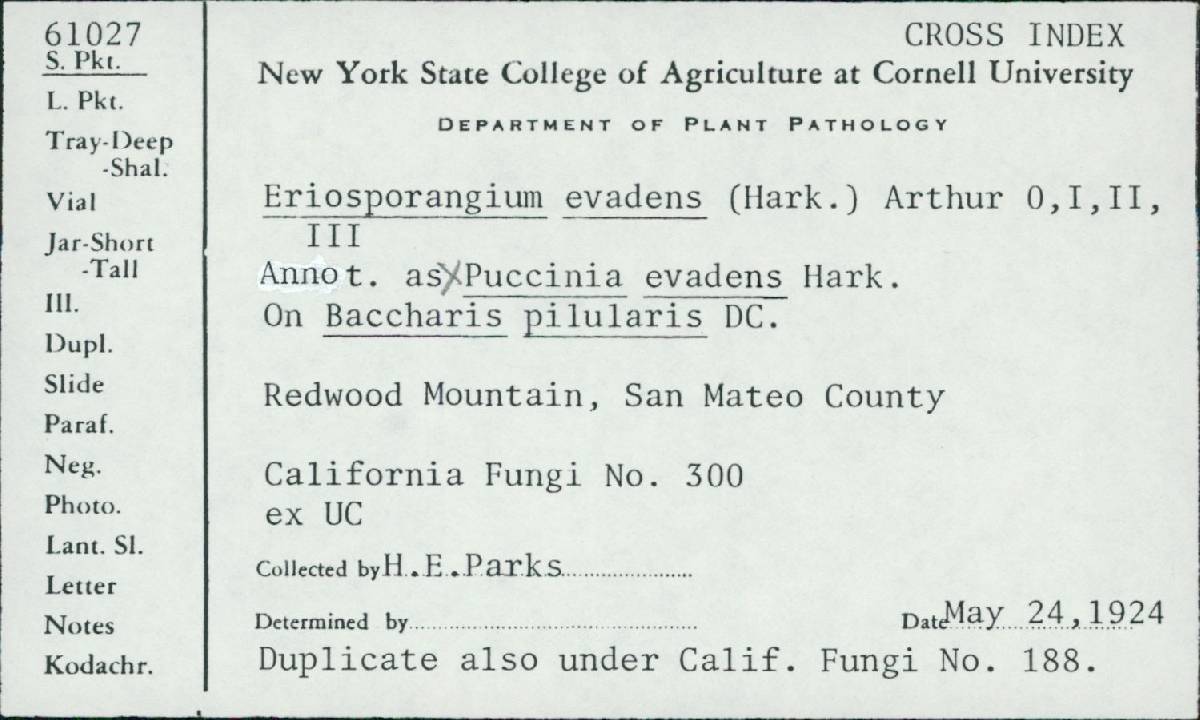 61027
S. Pkt.
L. Pkt.
Tray-Deep
-Shal.
Vial
Jar-Short
-Tall
Ill.
Dupl.
Slide
Paraf.
Neg.
Photo.
Lant. Sl.
Letter
Notes
Kodachr.
CROSS INDEX
New York State College of Agriculture at Cornell University
DEPARTMENT OF PLANT PATHOLOGY
Eriosporangium evadens (Hark.) Arthur 0,I,II,
III
Annot. as Puccinia evadens Hark.
On Baccharis pilularis DC.
Redwood Mountain, San Mateo County
California Fungi No. 300
ex UC
Collected by H.E.Parks
Determined by
Date May 24,1924
Duplicate also under Calif. Fungi No. 188.